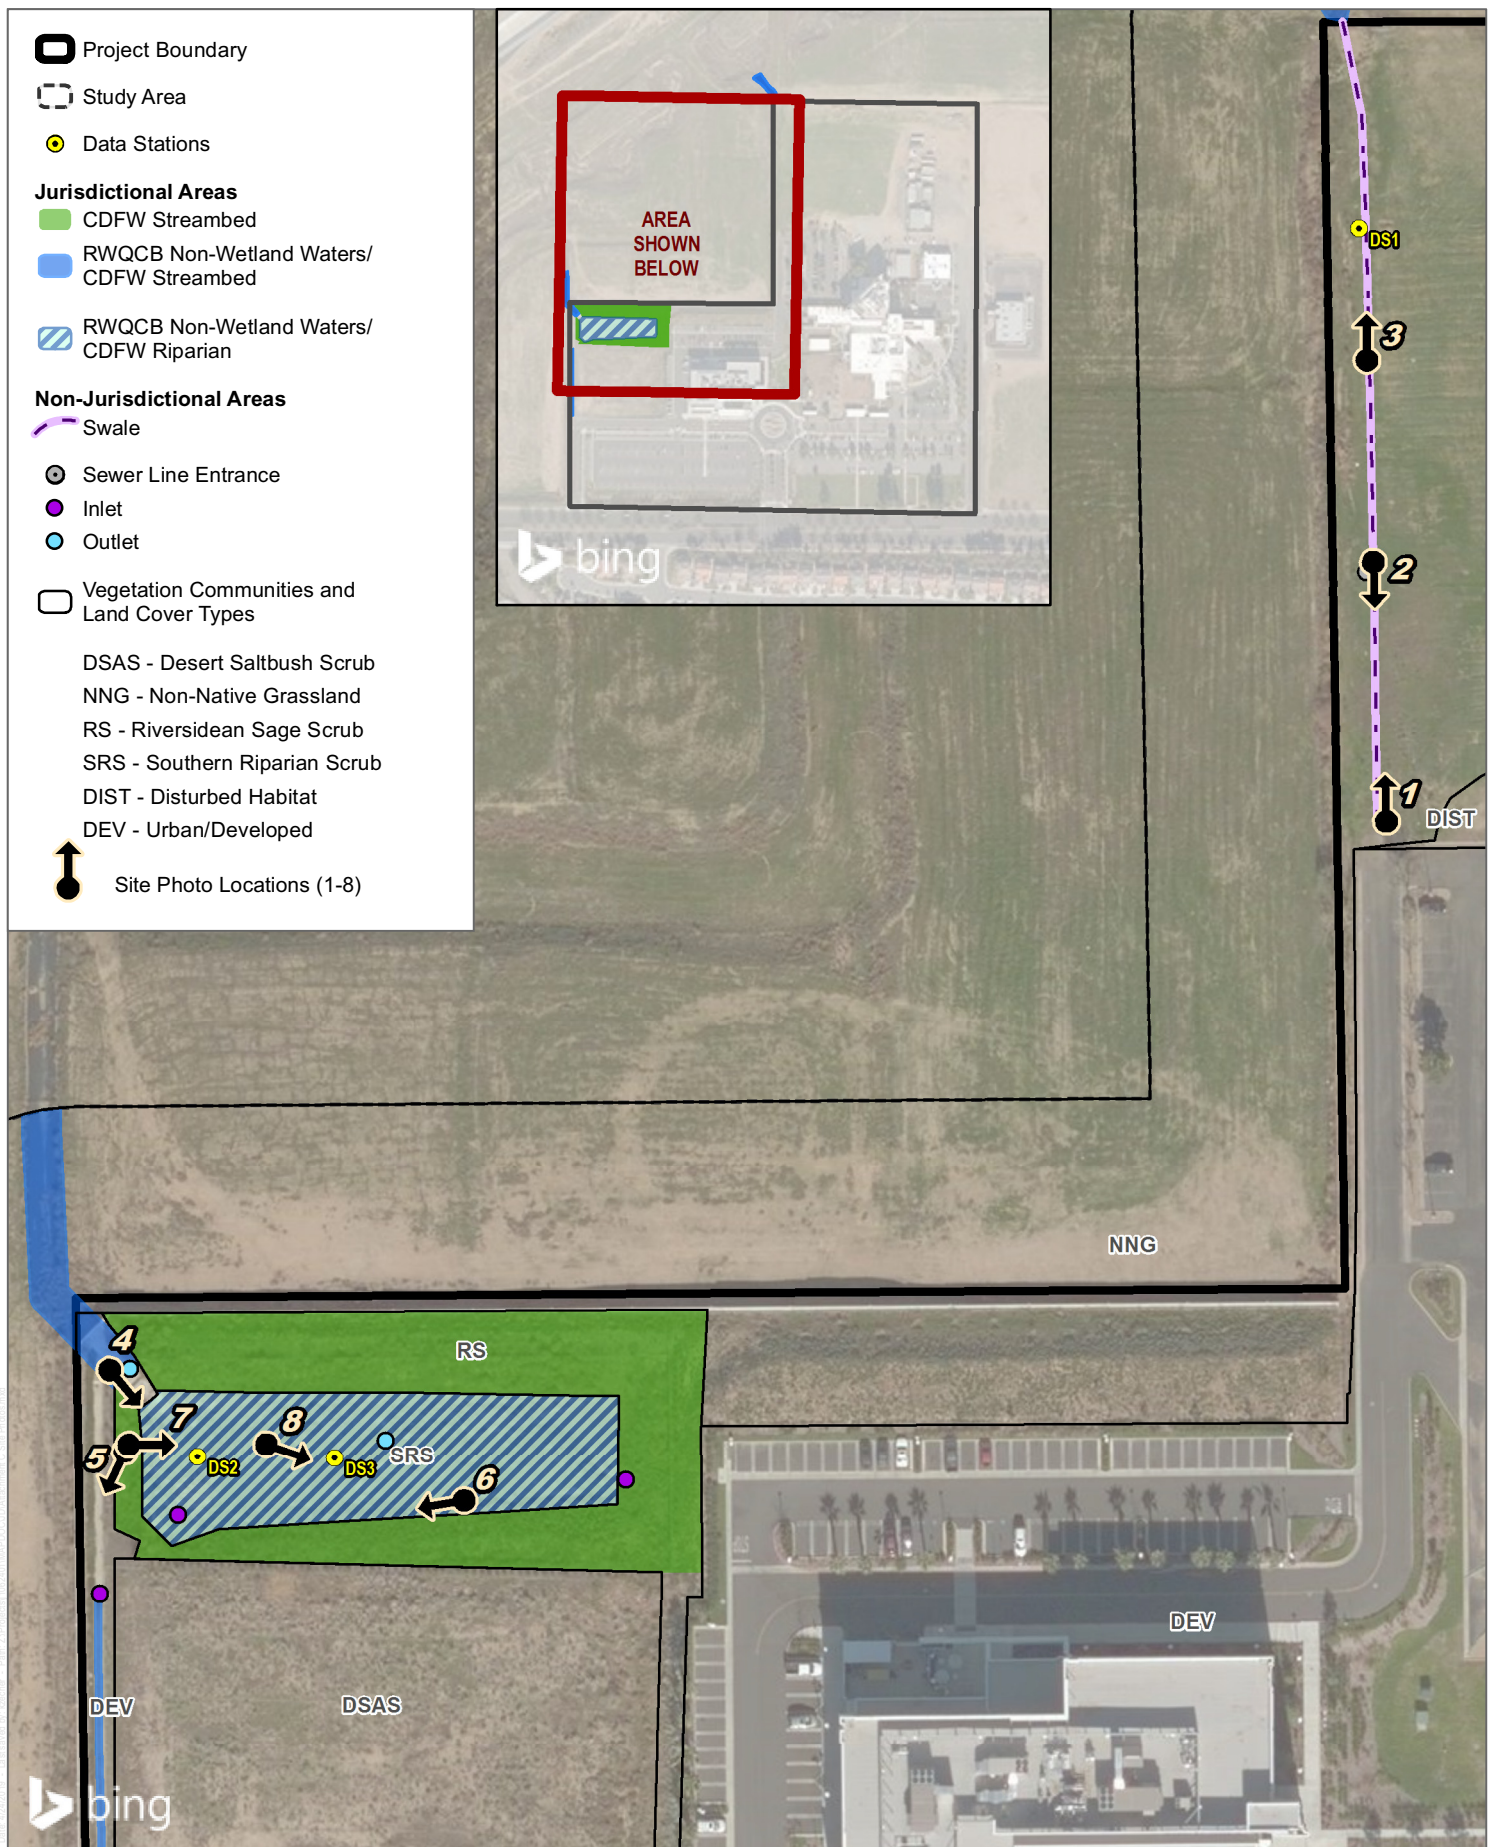 Project Boundary
Study Area
Data Stations
Jurisdictional Areas
CDFW Streambed
RWQCB Non-Wetland Waters/
CDFW Streambed
RWQCB Non-Wetland Waters/
CDFW Riparian
Non-Jurisdictional Areas
Swale
Sewer Line Entrance
Inlet
Outlet
Vegetation Communities and
Land Cover Types
DSAS - Desert Saltbush Scrub
NNG - Non-Native Grassland
RS - Riversidean Sage Scrub
SRS - Southern Riparian Scrub
DIST - Disturbed Habitat
DEV - Urban/Developed
Site Photo Locations (1-8)
AREA
SHOWN
BELOW
bing
DS1
3
2
1
DIST
NNG
RS
4
7
8
5
DS2
DS3
SRS
6
DEV
DEV
DSAS
bing